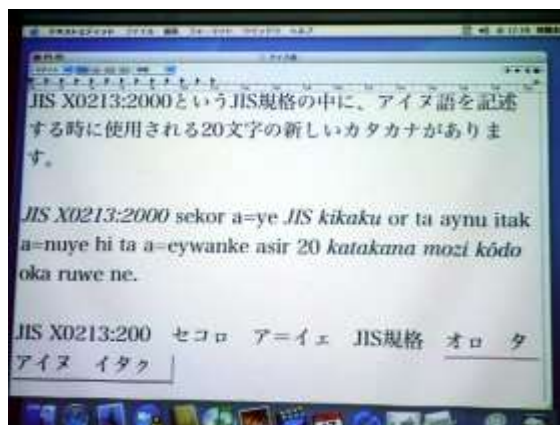 JIS X0213:2000というJIS規格の中に、アイヌ語を記述
する時に使用される20文字の新しいカタカナがありま
す。
JIS X0213:2000 sekor a=ye JIS kikaku or ta aynu itak
a=nuye hi ta a=eywanke asir 20 katakana mozi kôdo
oka ruwe ne.
JIS X0213:200 セコㇿ ア=イェ JIS規格 オㇿ タ
アイヌ イタㇰ